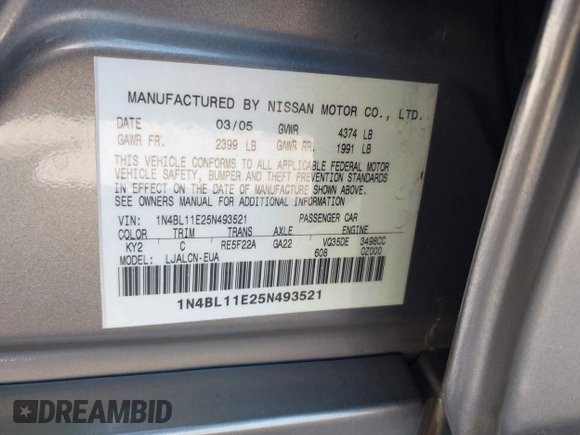 MANUFACTURED BY NISSAN MOTOR CO., LTD.
DATE 03/05 GVWR 4374 LB
GAWR FR. 2399 LB GAWR RR. 1991 LB
THIS VEHICLE CONFORMS TO ALL APPLICABLE FEDERAL MOTOR
VEHICLE SAFETY, BUMPER AND THEFT PREVENTION STANDARDS
IN EFFECT ON THE DATE OF MANUFACTURE SHOWN ABOVE.
SEE OWNERS MANUAL FOR ADDITIONAL INFORMATION.
VIN: 1N4BL11E25N493521 PASSENGER CAR
COLOR TRIM TRANS AXLE ENGINE
KY2 C RE5F22A GA22 VQ35DE 3498CC
MODEL: LJALCN-EUA 608 0Z000
1N4BL11E25N493521
DREAMBID